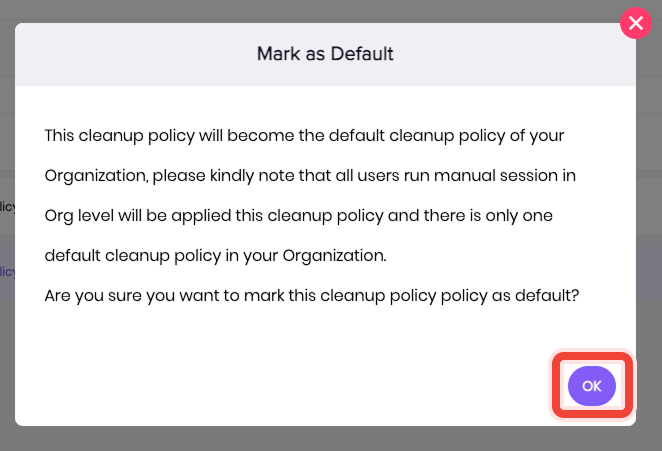 Mark as Default
This cleanup policy will become the default cleanup policy of your
Organization, please kindly note that all users run manual session in
Org level will be applied this cleanup policy and there is only one
default cleanup policy in your Organization.
Are you sure you want to mark this cleanup policy policy as default?
OK